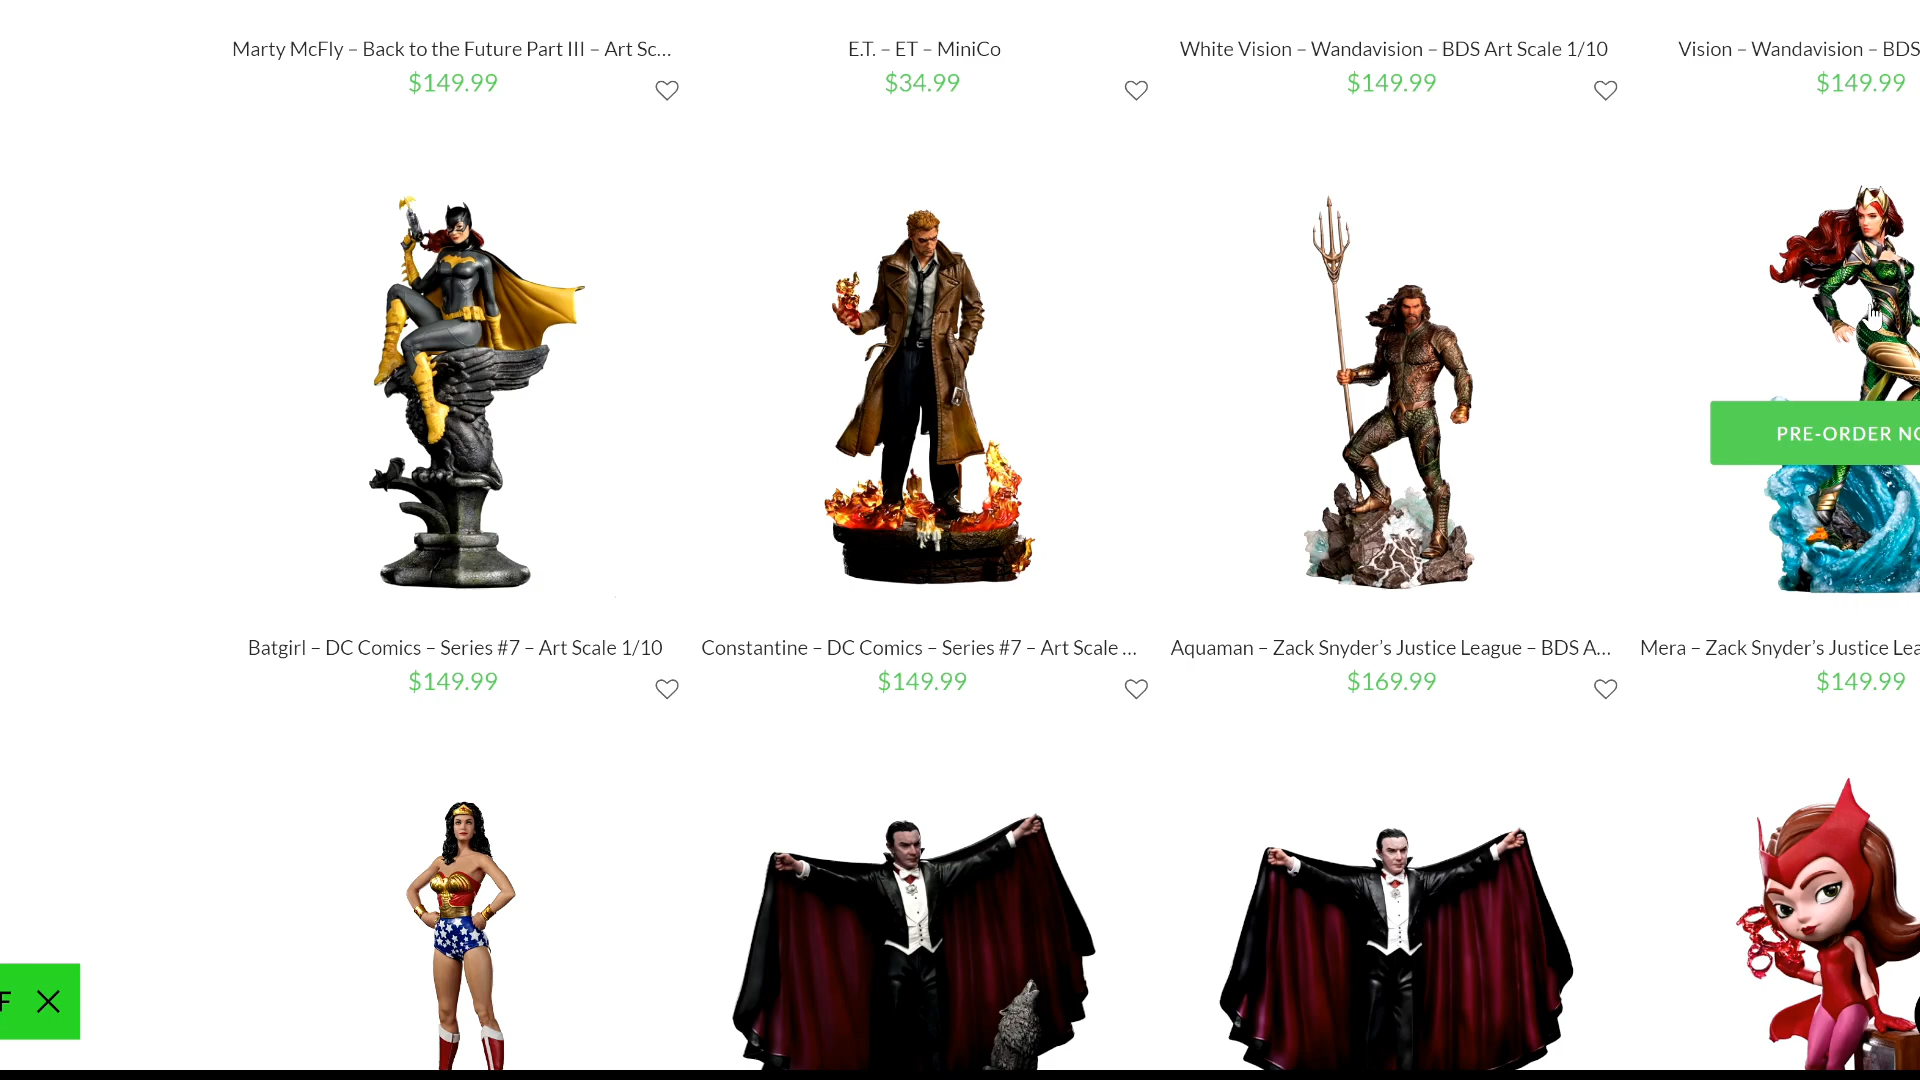 Marty McFly – Back to the Future Part III – Art Sc...
$149.99
E.T. – ET – MiniCo
$34.99
White Vision – Wandavision – BDS Art Scale 1/10
$149.99
Vision – Wandavision – BDS
$149.99
PRE-ORDER NO
Batgirl – DC Comics – Series #7 – Art Scale 1/10
$149.99
Constantine – DC Comics – Series #7 – Art Scale ...
$149.99
Aquaman – Zack Snyder’s Justice League – BDS A...
$169.99
Mera – Zack Snyder’s Justice Lea
$149.99
F